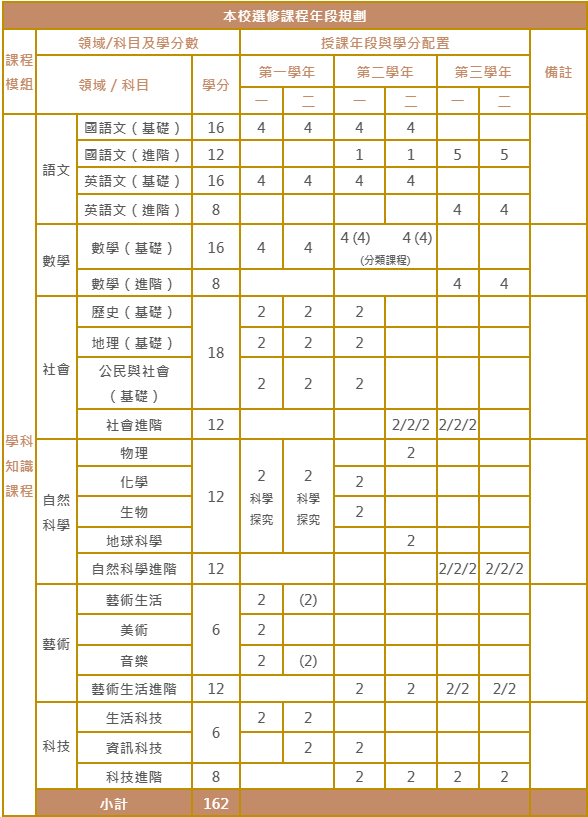 本校選修課程年段規劃
課程模組 領域/科目及學分數 授課年段與學分配置 備註
領域 / 科目 學分 第一學年 第二學年 第三學年
一 二 一 二 一 二
學科知識課程
語文
國語文（基礎） 16 4 4 4 4
國語文（進階） 12 1 1 5 5
英語文（基礎） 16 4 4 4 4
英語文（進階） 8 4 4
數學
數學（基礎） 16 4 4 4 (4) 4 (4)
(分類課程)
數學（進階） 8 4 4
社會
歷史（基礎） 18 2 2 2
地理（基礎） 2 2 2
公民與社會
（基礎） 2 2 2
社會進階 12 2/2/2 2/2/2
自然科學
物理 12 2 科學探究 2 科學探究 2
化學 2
生物 2
地球科學 2
自然科學進階 12 2/2/2 2/2/2
藝術
藝術生活 6 2 (2)
美術 2
音樂 2 (2)
藝術生活進階 12 2 2 2/2 2/2
科技
生活科技 6 2 2
資訊科技 2 2
科技進階 8 2 2 2 2
小計 162